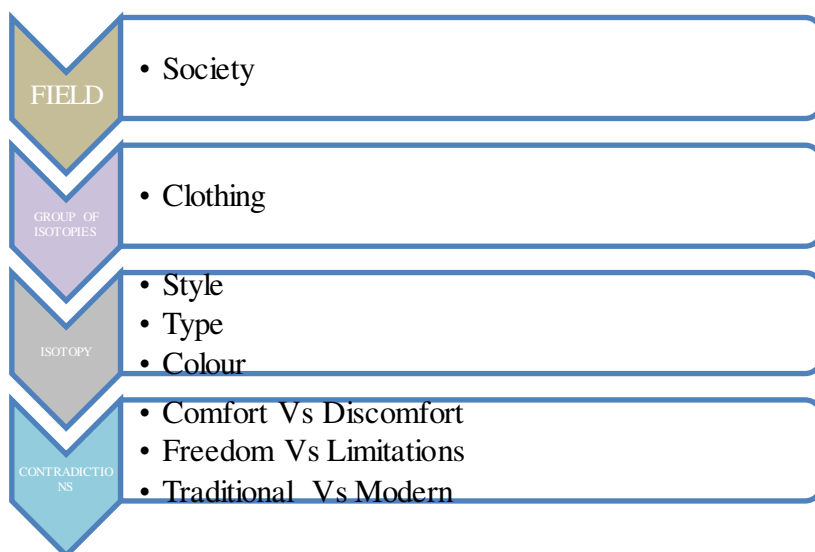 FIELD
• Society
GROUP OF
ISOTOPIES
• Clothing
ISOTOPY
• Style
• Type
• Colour
CONTRADICTIO
NS
• Comfort Vs Discomfort
• Freedom Vs Limitations
• Traditional Vs Modern